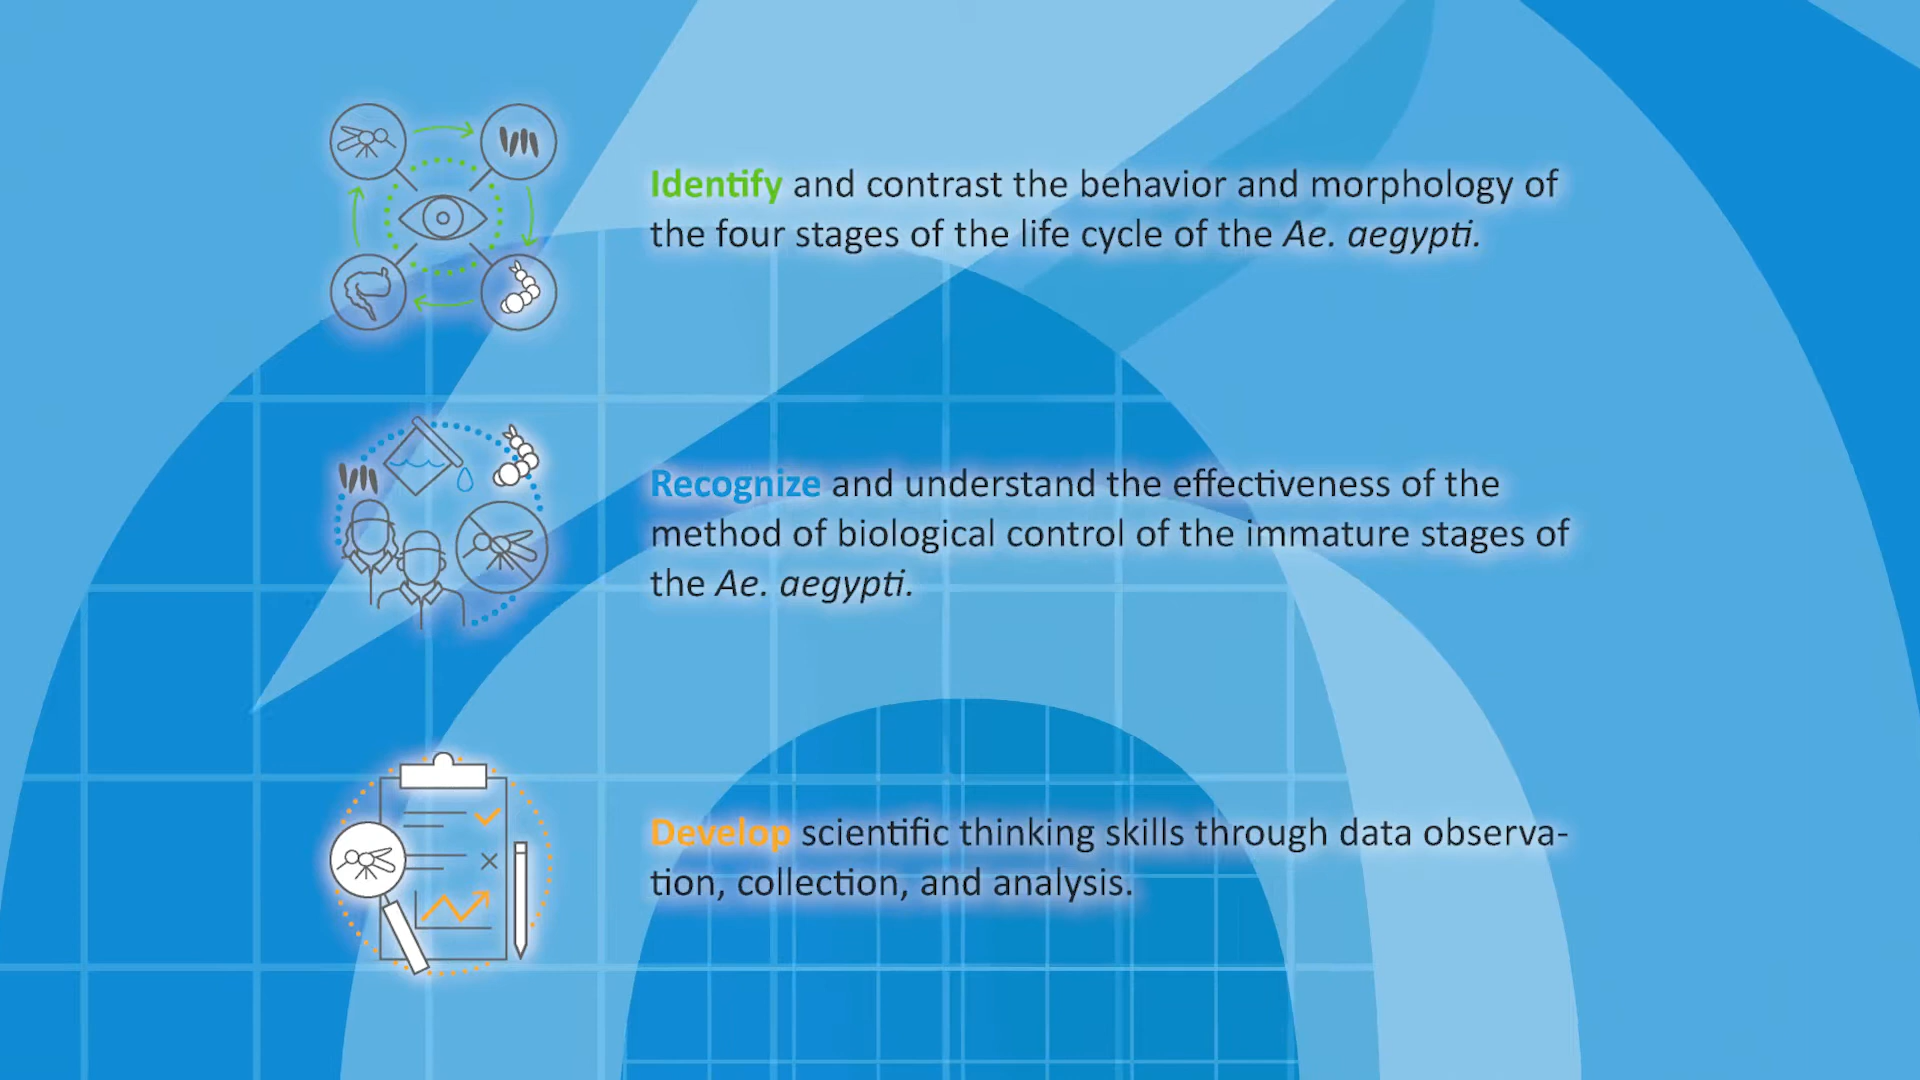 Identify and contrast the behavior and morphology of
the four stages of the life cycle of the Ae. aegypti.
Recognize and understand the effectiveness of the
method of biological control of the immature stages of
the Ae. aegypti.
Develop scientific thinking skills through data observa-
tion, collection, and analysis.